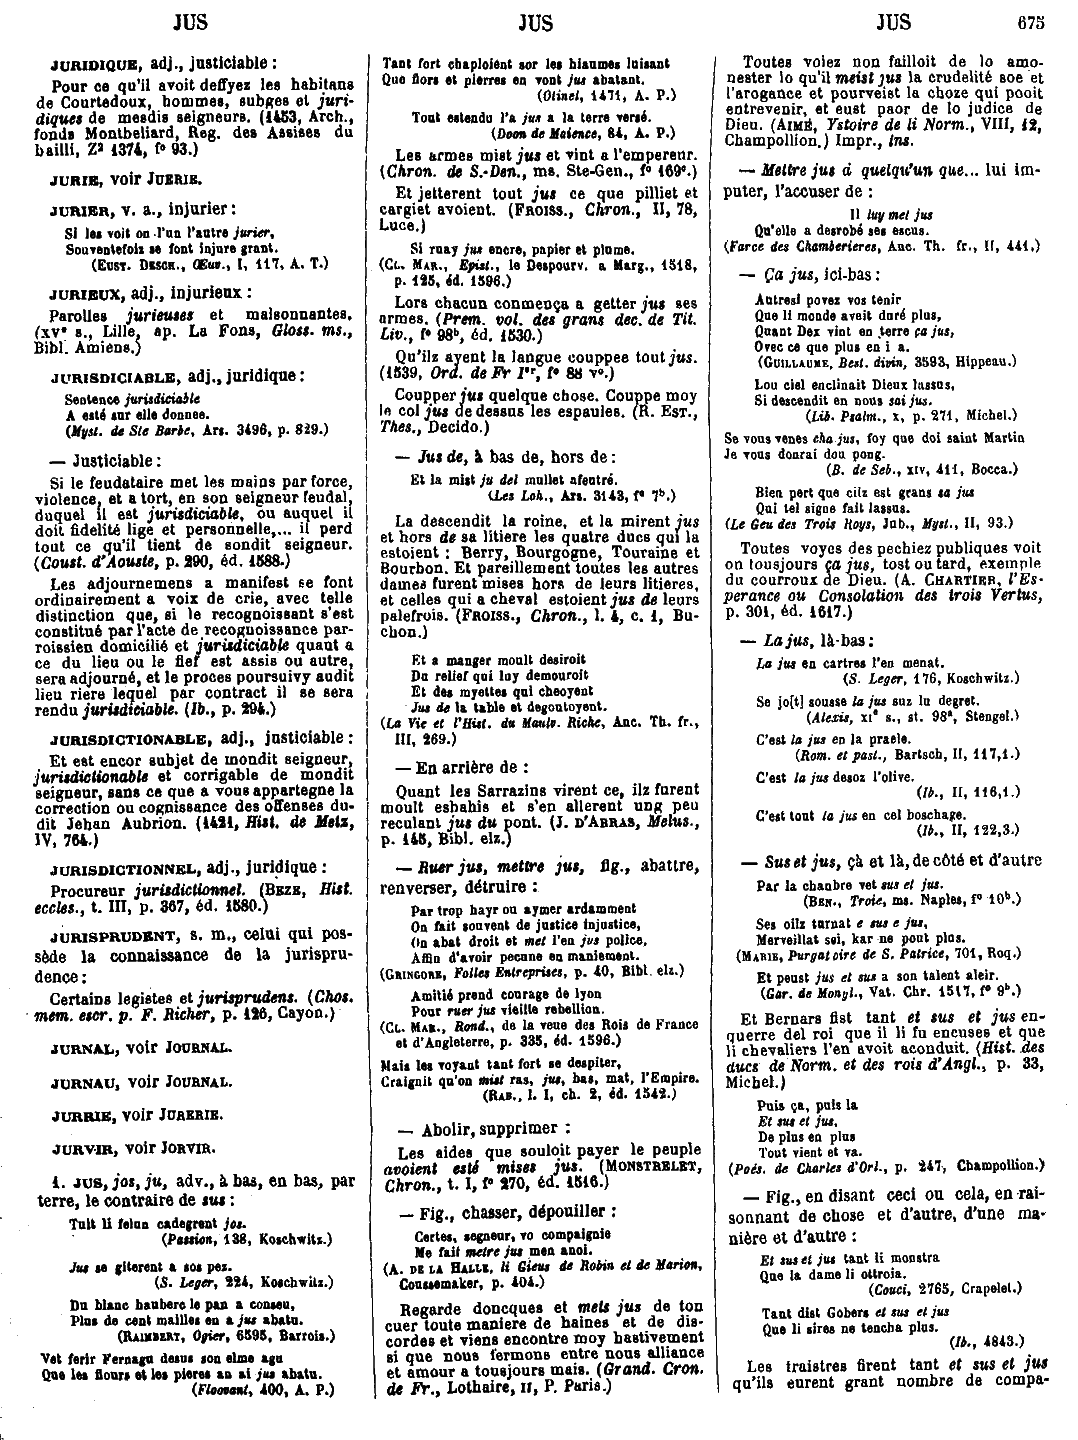 JUS
JUS
JUS
675
JURIDIQUE, adj., justiciable :
Pour ce qu'il avoit deffyez les habitans
de Courtedoux, hommes, subges et juri-
diques de mesdis seigneurs. (1453, Arch.,
fonds Montbeliard, Reg. des Assises du
bailli, Z² 1374, f° 93.)
JURIE, voir JUERIE.
JURIER, v. a., injurier :
Si les voit on l'un l'autre jurier,
Souventefois se font injure grant.
(EUST. DESCH., Œuv., I, 117, A. T.)
JURIEUX, adj., injurieux :
Parolles jurieuses et malsonnantes.
(XVᵉ s., Lille, ap. La Fons, Gloss. ms.,
Bibl. Amiens.)
JURISDICIABLE, adj., juridique :
Sentence jurisdiciable
A esté sur elle donnee.
(Myst. de Ste Barbe, Ars. 3496, p. 829.)
— Justiciable :
Si le feudataire met les mains par force,
violence, et a tort, en son seigneur feudal,
duquel il est jurisdiciable, ou auquel il
doit fidelité lige et personnelle,... il perd
tout ce qu'il tient de sondit seigneur.
(Coust. d'Aouste, p. 290, éd. 1588.)
Les adjournemens a manifest se font
ordinairement a voix de crie, avec telle
distinction que, si le recognoissant s'est
constitué par l'acte de recognoissance par-
roissien domicilié et jurisdiciable quant a
ce du lieu ou le fief est assis ou autre,
sera adjourné, et le proces poursuivy audit
lieu riere lequel par contract il se sera
rendu jurisdiciable. (Ib., p. 294.)
JURISDICTIONABLE, adj., justiciable :
Et est encor subjet de mondit seigneur,
jurisdictionable et corrigable de mondit
seigneur, sans ce que a vous appartegne la
correction ou cognissance des offenses du-
dit Jehan Aubrion. (1421, Hist. de Metz,
IV, 764.)
JURISDICTIONNEL, adj., juridique :
Procureur jurisdictionnel. (BEZE, Hist.
eccles., t. III, p. 367, éd. 1580.)
JURISPRUDENT, s. m., celui qui pos-
sède la connaissance de la jurispru-
dence :
Certains legistes et jurisprudens. (Chos.
mem. escr. p. F. Richer, p. 126, Cayon.)
JURNAL, voir JOURNAL.
JURNAU, voir JOURNAL.
JURRIE, voir JURERIE.
JURVIR, voir JORVIR.
1. JUS, jos, ju, adv., à bas, en bas, par
terre, le contraire de sus :
Tuit li felun cadegrent jos.
(Passion, 138, Koschwitz.)
Jus se giterent a sos pez.
(S. Leger, 224, Koschwitz.)
Du blanc hauberc le pan a conseu,
Plus de cent mailles en a jus abatu.
(RAIMBERT, Ogier, 6595, Barrois.)
Vet ferir Fernagu desus son elme agu
Que les flours et les pieres an ai jus abatu.
(Floovant, 400, A. P.)
Tant fort chaploient sor les hiaumes luisant
Que flors et pierres en vont jus abatant.
(Otinel, 1471, A. P.)
Tout estendu l'a jus a la terre versé.
(Doon de Maience, 84, A. P.)
Les armes mist jus et vint a l'empereur.
(Chron. de S.-Den., ms. Ste-Gen., f° 169ᶜ.)
Et jetterent tout jus ce que pilliet et
cargiet avoient. (FROISS., Chron., II, 78,
Luce.)
Si ruay jus encre, papier et plume.
(CL. MAR., Epist., le Despourv. a Marg., 1518,
p. 125, éd. 1596.)
Lors chacun conmença a getter jus ses
armes. (Prem. vol. des grans dec. de Tit.
Liv., f° 98ᵇ, éd. 1530.)
Qu'ilz ayent la langue couppee tout jus.
(1539, Ord. de Fr Iᵉʳ, f° 88 v°.)
Coupper jus quelque chose. Couppe moy
le col jus de dessus les espaules. (R. EST.,
Thes., Decido.)
— Jus de, à bas de, hors de :
Et la mist ju del mullet afeutré.
(Les Loh., Ars. 3143, f° 7ᵇ.)
La descendit la roine, et la mirent jus
et hors de sa litiere les quatre ducs qui la
estoient : Berry, Bourgogne, Touraine et
Bourbon. Et pareillement toutes les autres
dames furent mises hors de leurs litieres,
et celles qui a cheval estoient jus de leurs
palefrois. (FROISS., Chron., l. 4, c. 1, Bu-
chon.)
Et a manger moult desiroit
Du relief qui luy demouroit
Et des myettes qui cheoyent
Jus de la table et degoutoyent.
(La Vie et l'Hist. du Maulv. Riche, Anc. Th. fr.,
III, 269.)
— En arrière de :
Quant les Sarrazins virent ce, ilz furent
moult esbahis et s'en allerent ung peu
reculant jus du pont. (J. D'ARRAS, Melus.,
p. 145, Bibl. elz.)
— Ruer jus, mettre jus, fig., abattre,
renverser, détruire :
Par trop hayr ou aymer ardamment
On fait souvent de justice injustice,
On abat droit et met l'en jus police,
Affin d'avoir pecune en maniement.
(GRINGORE, Folles Entreprises, p. 40, Bibl. elz.)
Amitié prend courage de lyon
Pour ruer jus vieille rebellion.
(CL. MAR., Rond., de la veue des Rois de France
et d'Angleterre, p. 335, éd. 1596.)
Mais les voyant tant fort se despiter,
Craignit qu'on mist ras, jus, bas, mat, l'Empire.
(RAB., l. I, ch. 2, éd. 1542.)
— Abolir, supprimer :
Les aides que souloit payer le peuple
avoient esté mises jus. (MONSTRELET,
Chron., t. I, f° 270, éd. 1516.)
— Fig., chasser, dépouiller :
Certes, segneur, vo compaignie
Me fait metre jus men anoi.
(A. DE LA HALLE, li Gieus de Robin et de Marion,
Coussemaker, p. 404.)
Regarde doncques et mets jus de ton
cuer toute maniere de haines et de dis-
cordes et viens encontre moy hastivement
si que nous fermons entre nous alliance
et amour a tousjours mais. (Grand. Cron.
de Fr., Lothaire, II, P. Paris.)
Toutes voiez non failloit de lo amo-
nester lo qu'il meist jus la crudelité soe et
l'arogance et pourveist la choze qui pooit
entrevenir, et eust paor de lo judice de
Dieu. (AIMÉ, Ystoire de li Norm., VIII, 12,
Champollion.) Impr., ins.
— Mettre jus à quelqu'un que... lui im-
puter, l'accuser de :
Il luy met jus
Qu'elle a desrobé ses escus.
(Farce des Chamberieres, Anc. Th. fr., II, 441.)
— Ça jus, ici-bas :
Autresi povez vos tenir
Que li monde aveit duré plus,
Quant Dex vint en terre ça jus,
Ovec ce que plus en i a.
(GUILLAUME, Best. divin, 3593, Hippeau.)
Lou ciel enclinait Dieux lassus,
Si descendit en nous sai jus.
(Lib. Psalm., X, p. 271, Michel.)
Se vous venes cha jus, foy que doi saint Martin
Je vous donrai dou pong.
(B. de Seb., XIV, 411, Bocca.)
Bien pert que cilz est grans sa jus
Qui tel signe fait lassus.
(Le Geu des Trois Roys, Jub., Myst., II, 93.)
Toutes voyes des pechiez publiques voit
on tousjours ça jus, tost ou tard, exemple
du courroux de Dieu. (A. CHARTIER, l'Es-
perance ou Consolation des trois Vertus,
p. 301, éd. 1617.)
— La jus, là-bas :
La jus en cartres l'en menat.
(S. Leger, 176, Koschwitz.)
Se jo[t] sousse la jus suz lu degret.
(Alexis, XIᵉ s., st. 98ᵃ, Stengel.)
C'est la jus en la praele.
(Rom. et past., Bartsch, II, 117,1.)
C'est la jus desoz l'olive.
(Ib., II, 116,1.)
C'est tout la jus en cel boschage.
(Ib., II, 122,3.)
— Sus et jus, çà et là, de côté et d'autre
Par la chanbre vet sus et jus.
(BEN., Troie, ms. Naples, f° 10ᵇ.)
Ses oilz turnat e sus e jus,
Merveillat sei, kar ne pout plus.
(MARIE, Purgatoire de S. Patrice, 701, Roq.)
Et peust jus et sus a son talent aleir.
(Gar. de Mongl., Vat. Chr. 1517, f° 9ᵇ.)
Et Bernars fist tant et sus et jus en-
querre del roi que il li fu encuses et que
li chevaliers l'en avoit aconduit. (Hist. des
ducs de Norm. et des rois d'Angl., p. 33,
Michel.)
Puis ça, puis la
Et sus et jus,
De plus en plus
Tout vient et va.
(Poés. de Charles d'Orl., p. 247, Champollion.)
— Fig., en disant ceci ou cela, en rai-
sonnant de chose et d'autre, d'une ma-
nière et d'autre :
Et sus et jus tant li monstra
Que la dame li ottroia.
(Couci, 2765, Crapelet.)
Tant dist Gobers et sus et jus
Que li sires ne tencha plus.
(Ib., 4843.)
Les traistres firent tant et sus et jus
qu'ils eurent grant nombre de compa-